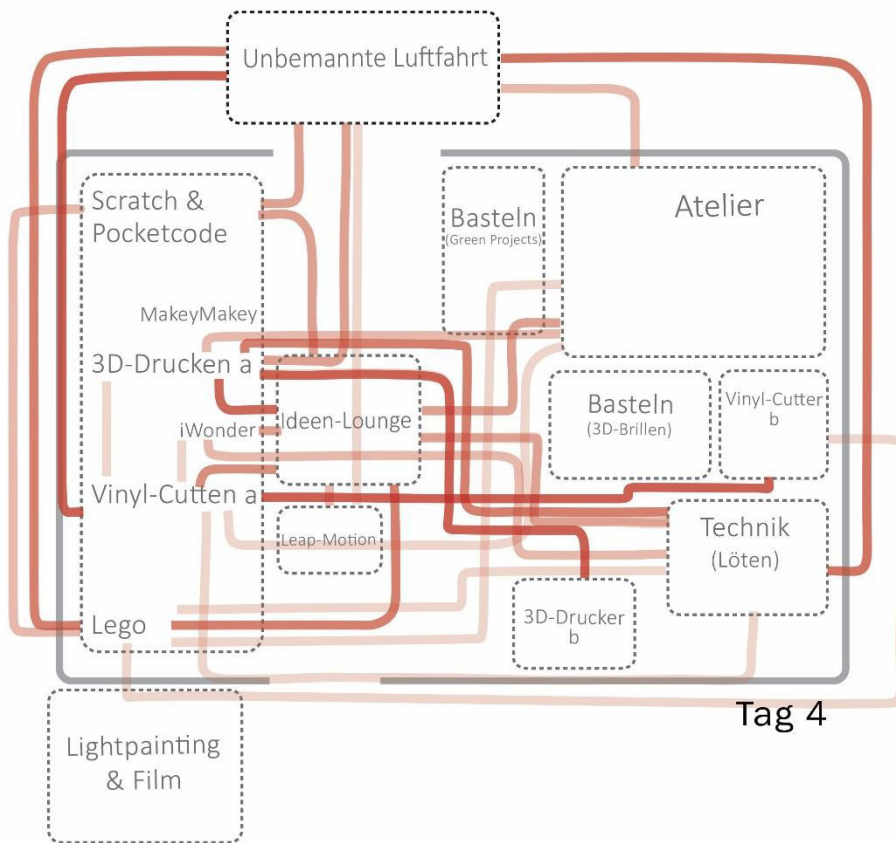 Unbemannte Luftfahrt
Scratch &
Pocketcode
MakeyMakey
3D-Drucken a
iWonder
Vinyl-Cutten a
Lego
Basteln
(Green Projects)
Atelier
Ideen-Lounge
Leap-Motion
Basteln
(3D-Brillen)
Vinyl-Cutter
b
Technik
(Löten)
3D-Drucker
b
Tag 4
Lightpainting
& Film